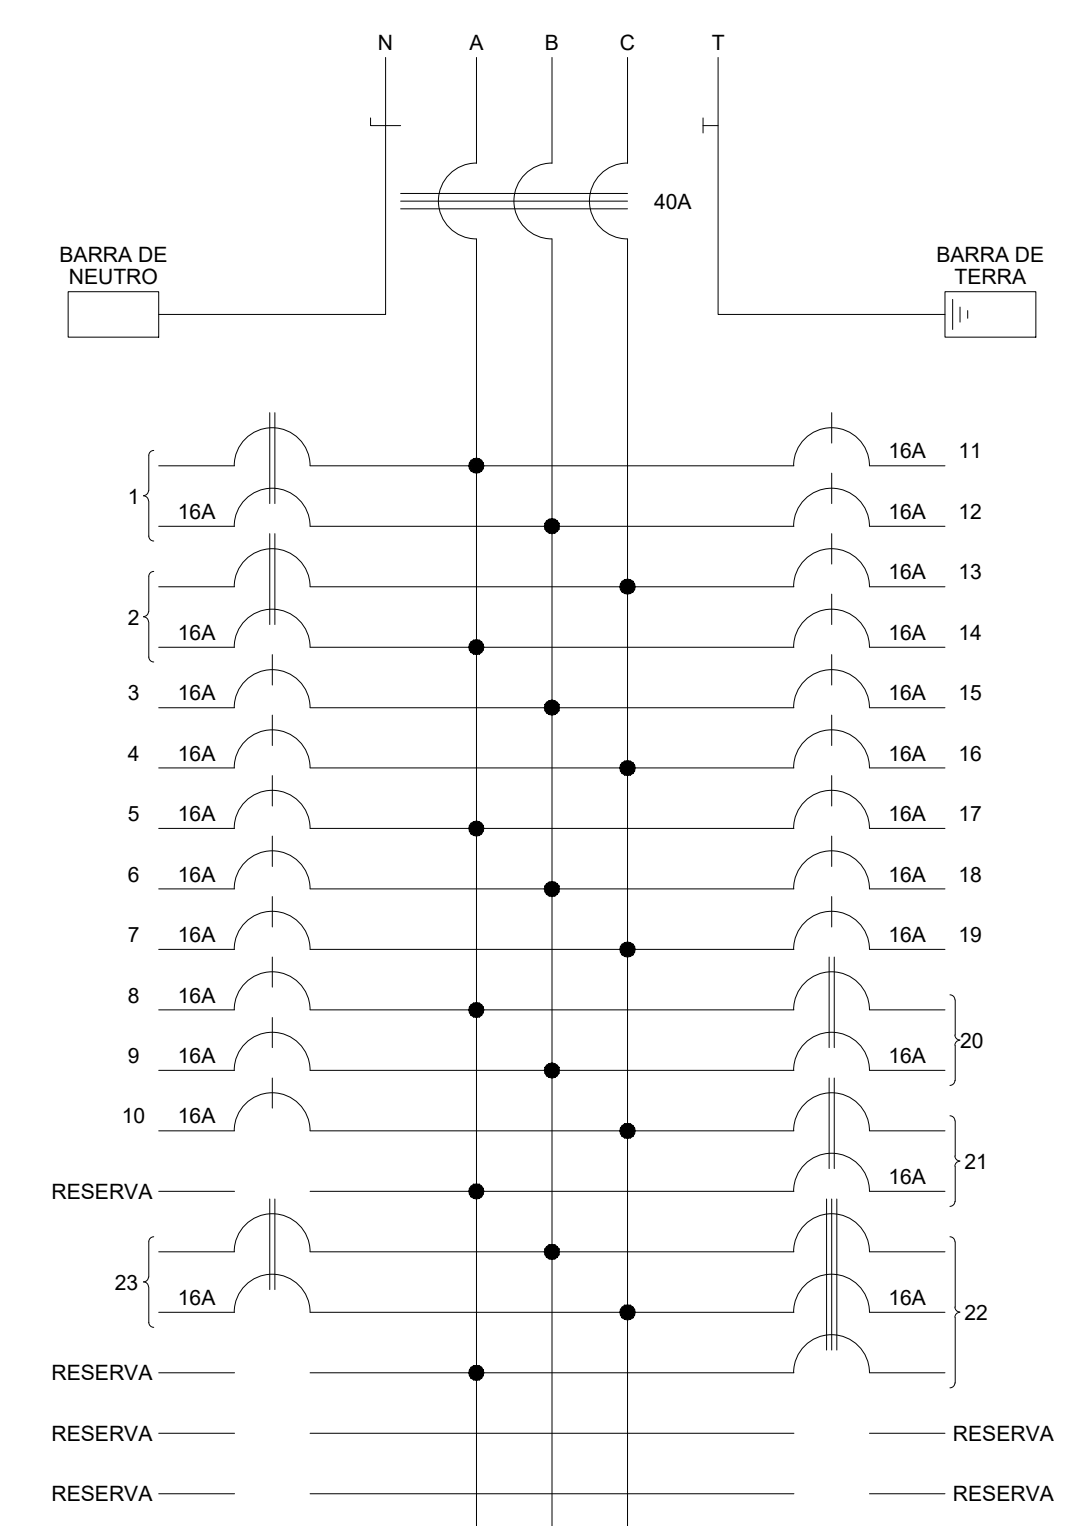 N A B C T
40A
BARRA DE
NEUTRO
BARRA DE
TERRA
16A 11
1 16A 16A 12
16A 13
2 16A 16A 14
3 16A 16A 15
4 16A 16A 16
5 16A 16A 17
6 16A 16A 18
7 16A 16A 19
8 16A
9 16A 16A 20
10 16A
RESERVA 16A 21
23 16A 16A 22
RESERVA
RESERVA RESERVA
RESERVA RESERVA